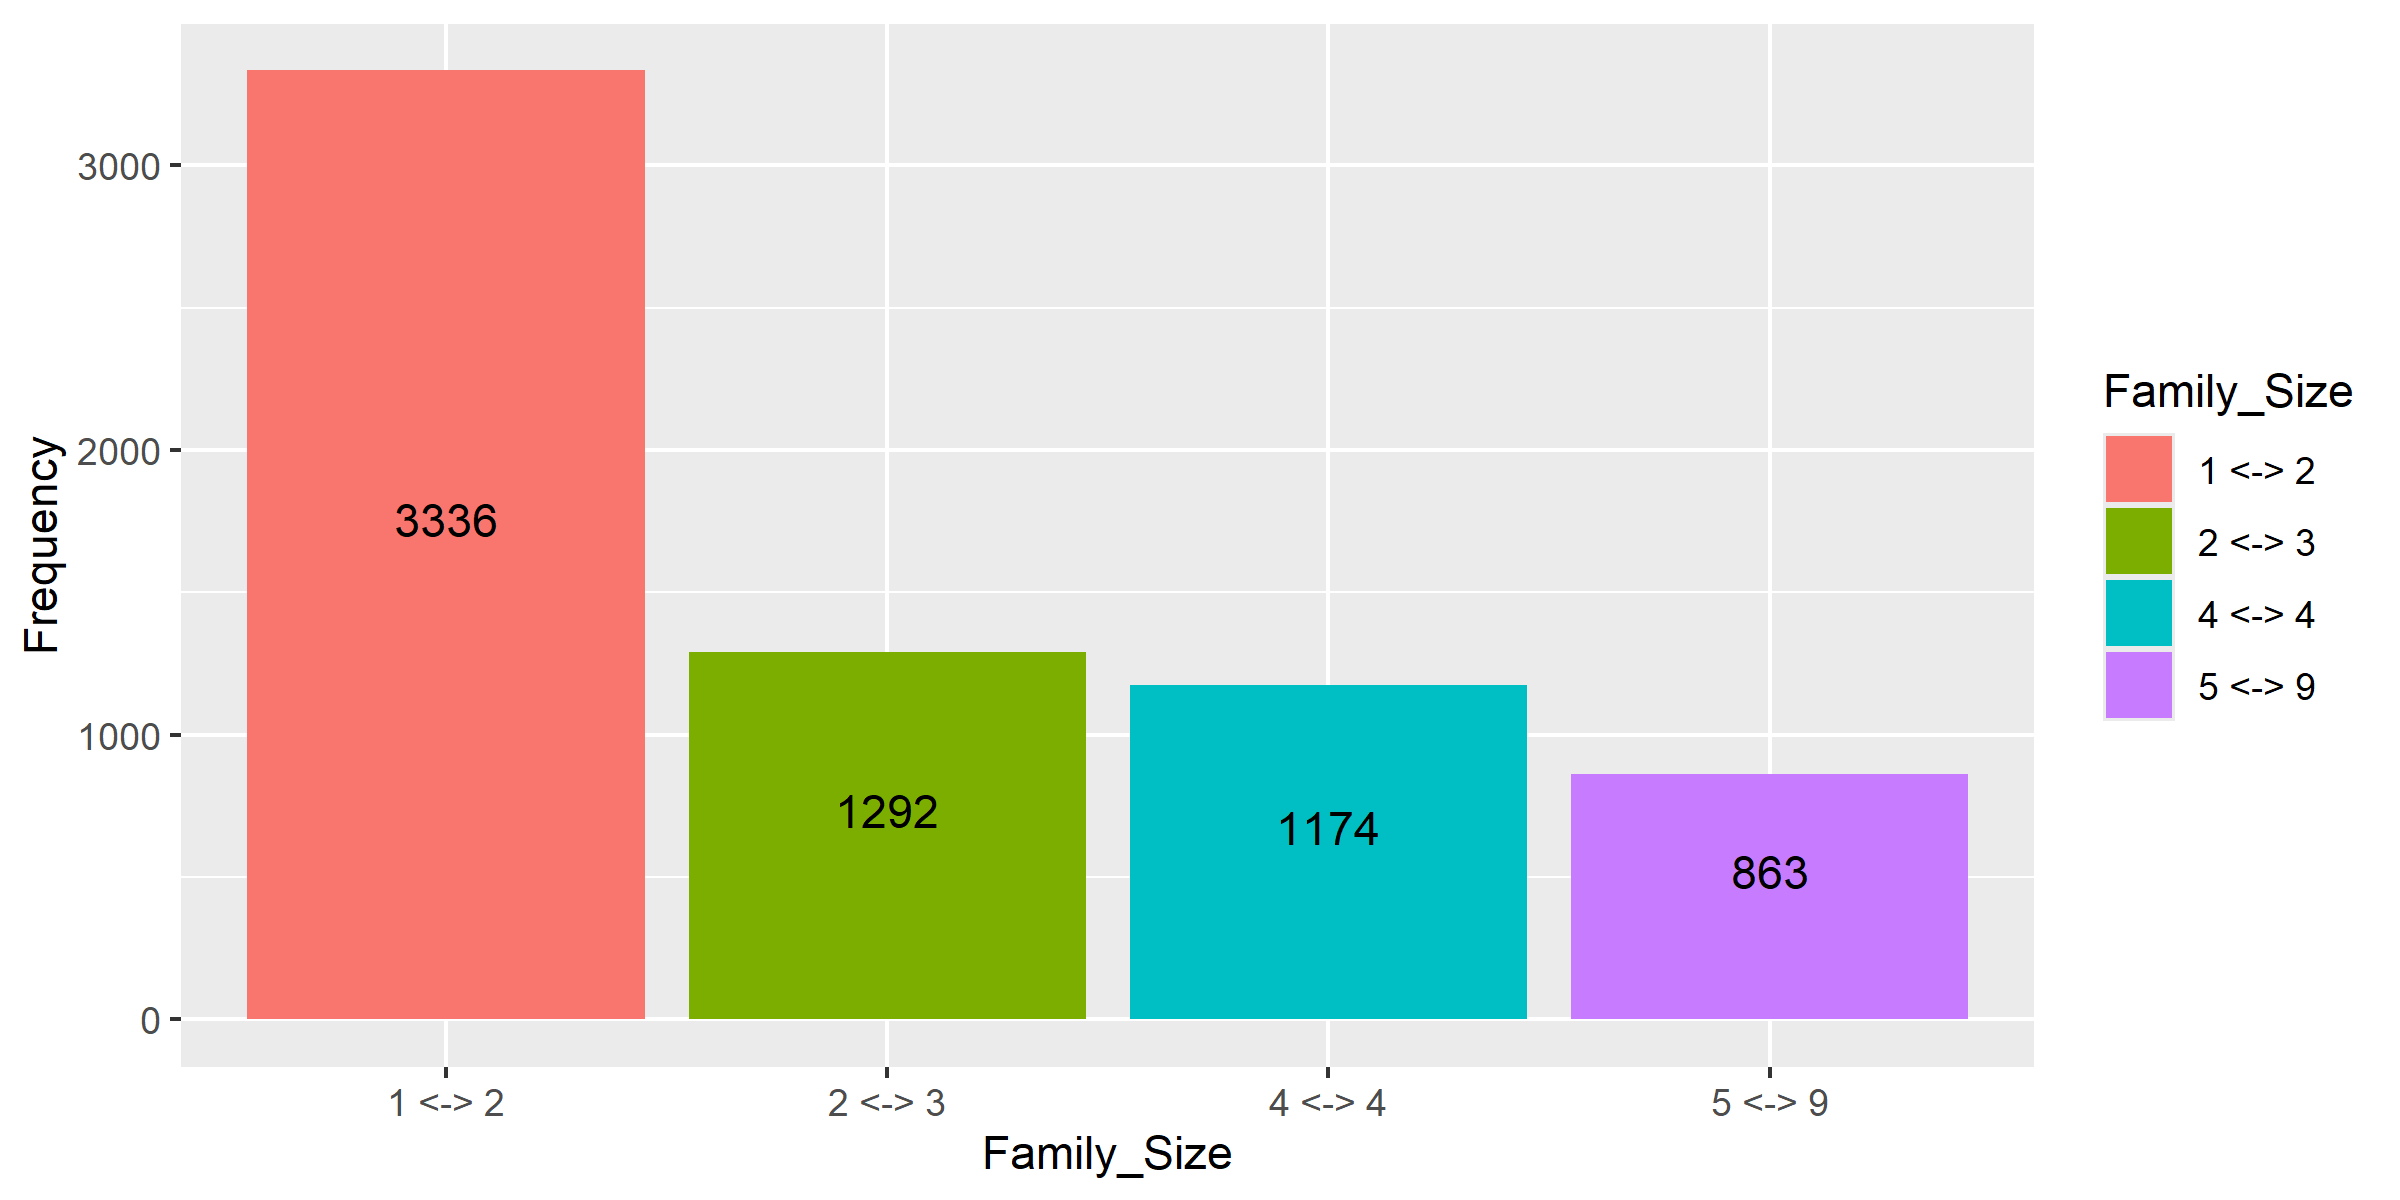 Frequency
3000
2000
1000
0
3336
1292
1174
863
1 <-> 2
2 <-> 3
4 <-> 4
5 <-> 9
Family_Size
Family_Size
1 <-> 2
2 <-> 3
4 <-> 4
5 <-> 9